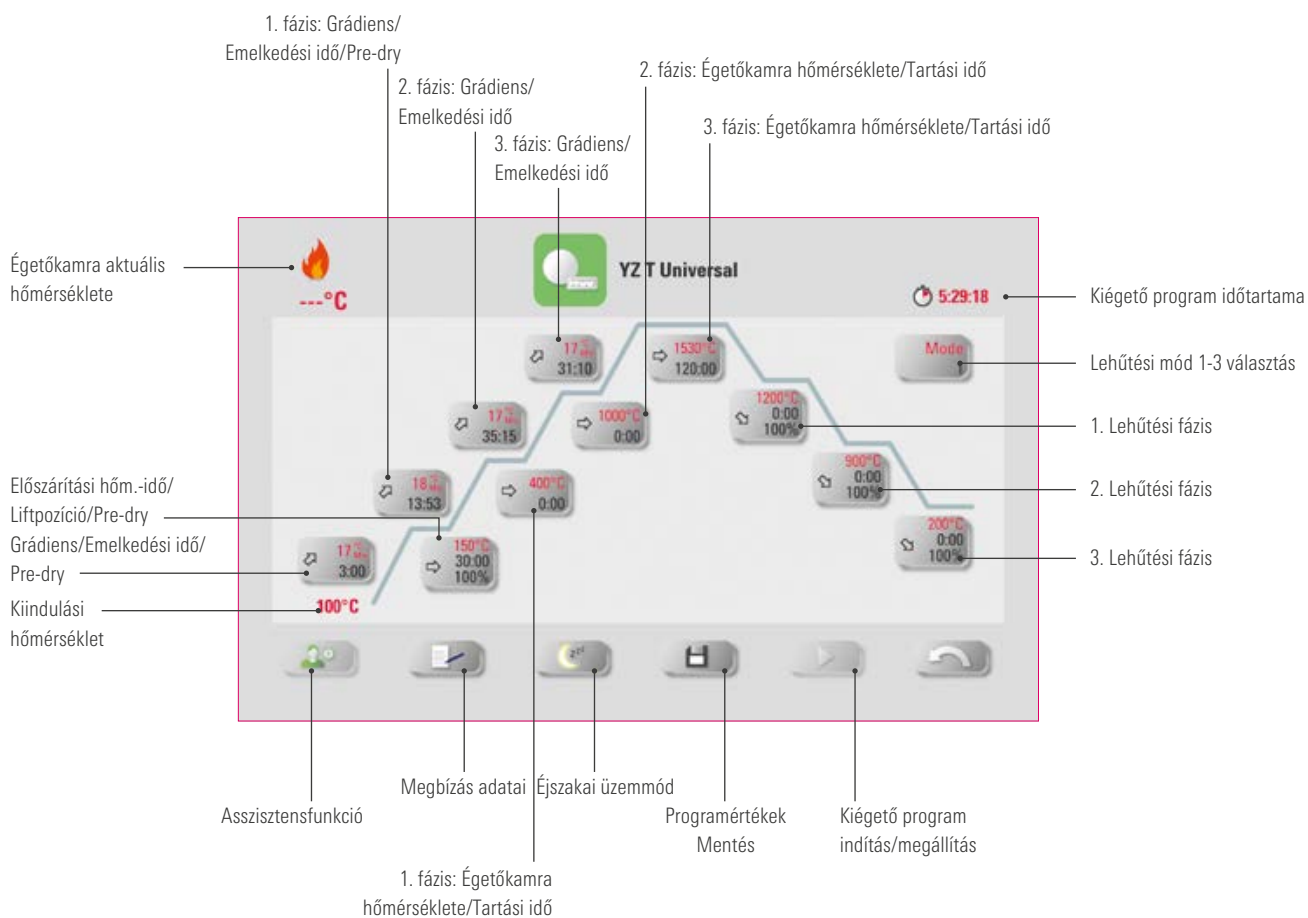 1. fázis: Grádiens/
Emelkedési idő/Pre-dry
2. fázis: Grádiens/
Emelkedési idő
3. fázis: Grádiens/
Emelkedési idő
2. fázis: Égetőkamra hőmérséklete/Tartási idő
3. fázis: Égetőkamra hőmérséklete/Tartási idő
Égetőkamra aktuális
hőmérséklete
---°C
YZ T Universal
5:29:18
Kiégető program időtartama
17
31:10
1530°C
120:00
Mode
1
Lehűtési mód 1-3 választás
17
35:15
1000°C
0:00
1200°C
0:00
100%
1. Lehűtési fázis
18
13:53
400°C
0:00
900°C
0:00
100%
2. Lehűtési fázis
Előszárítási hőm.-idő/
Liftpozíció/Pre-dry
Grádiens/Emelkedési idő/
Pre-dry
17
3:00
150°C
30:00
100%
200°C
0:00
100%
3. Lehűtési fázis
Kiindulási
hőmérséklet
100°C
Asszisztensfunkció
Megbízás adatai
Éjszakai üzemmód
Programértékek
Mentés
Kiégető program
indítás/megállítás
1. fázis: Égetőkamra
hőmérséklete/Tartási idő